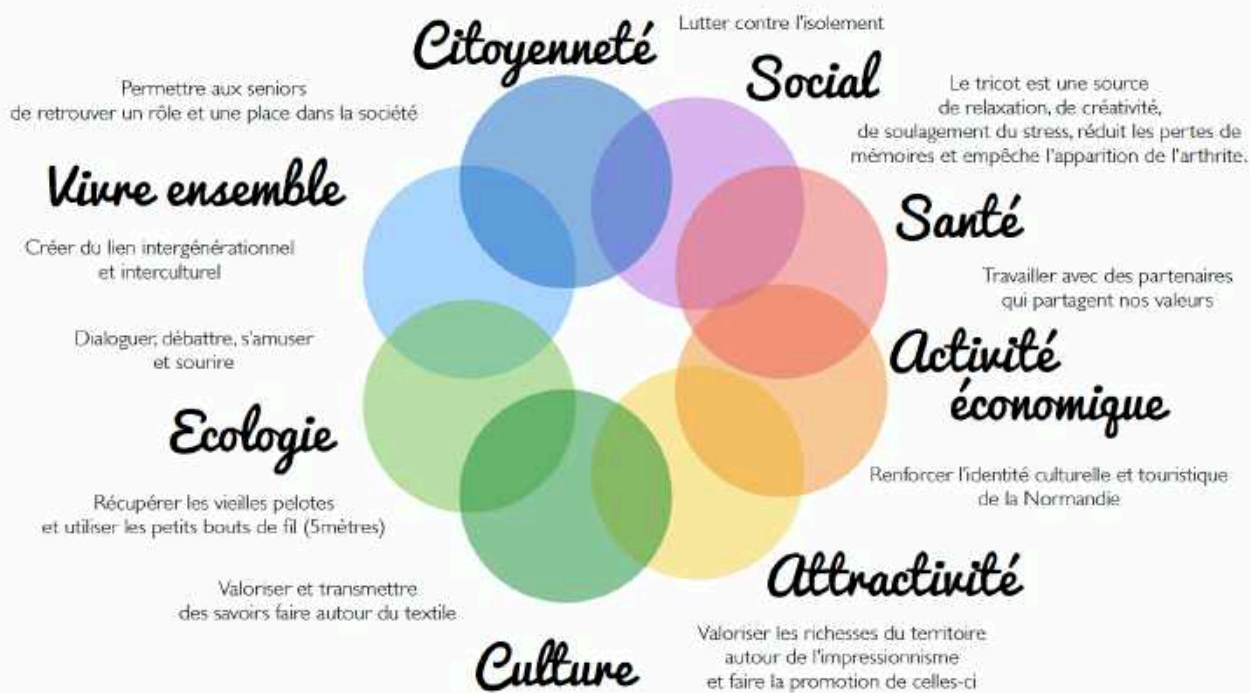 Citoyenneté
Lutter contre l'isolement
Social
Permettre aux seniors
de retrouver un rôle et une place dans la société
Le tricot est une source
de relaxation, de créativité,
de soulagement du stress, réduit les pertes de
mémoires et empêche l'apparition de l'arthrite.
Vivre ensemble
Santé
Créer du lien intergénérationnel
et interculturel
Travailler avec des partenaires
qui partagent nos valeurs
Dialoguer, débattre, s'amuser
et sourire
Activité
économique
Ecologie
Renforcer l'identité culturelle et touristique
de la Normandie
Récupérer les vieilles pelotes
et utiliser les petits bouts de fil (5mètres)
Attractivité
Valoriser et transmettre
des savoirs faire autour du textile
Culture
Valoriser les richesses du territoire
autour de l'impressionnisme
et faire la promotion de celles-ci